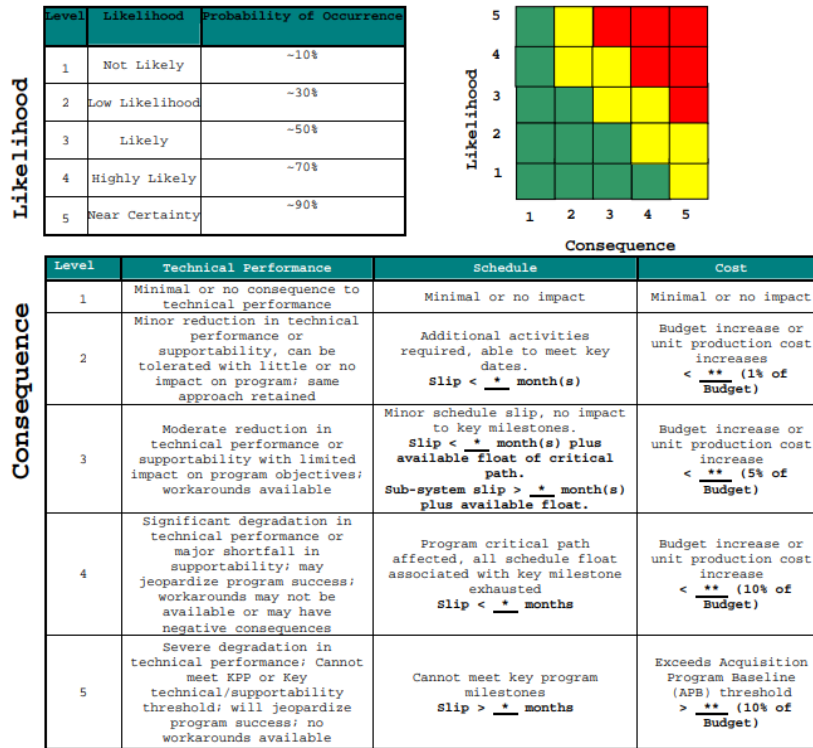 Level Likelihood Probability of Occurrence
1 Not Likely ~10%
2 Low Likelihood ~30%
3 Likely ~50%
4 Highly Likely ~70%
5 Near Certainty ~90%
Likelihood
5
4
3
2
1
Likelihood
1 2 3 4 5
Consequence
Consequence
Level Technical Performance Schedule Cost
1
Minimal or no consequence to
technical performance
Minimal or no impact
Minimal or no impact
2
Minor reduction in technical
performance or
supportability, can be
tolerated with little or no
impact on program; same
approach retained
Additional activities
required, able to meet key
dates.
Slip < * month(s)
Budget increase or
unit production cost
increases
< ** (1% of
Budget)
3
Moderate reduction in
technical performance or
supportability with limited
impact on program objectives;
workarounds available
Minor schedule slip, no impact
to key milestones.
Slip < * month(s) plus
available float of critical
path.
Sub-system slip > * month(s)
plus available float.
Budget increase or
unit production cost
increase
< ** (5% of
Budget)
4
Significant degradation in
technical performance or
major shortfall in
supportability; may
jeopardize program success;
workarounds may not be
available or may have
negative consequences
Program critical path
affected, all schedule float
associated with key milestone
exhausted
Slip < * months
Budget increase or
unit production cost
increase
< ** (10% of
Budget)
5
Severe degradation in
technical performance; Cannot
meet KPP or Key
technical/supportability
threshold; will jeopardize
program success; no
workarounds available
Cannot meet key program
milestones
Slip > * months
Exceeds Acquisition
Program Baseline
(APB) threshold
> ** (10% of
Budget)